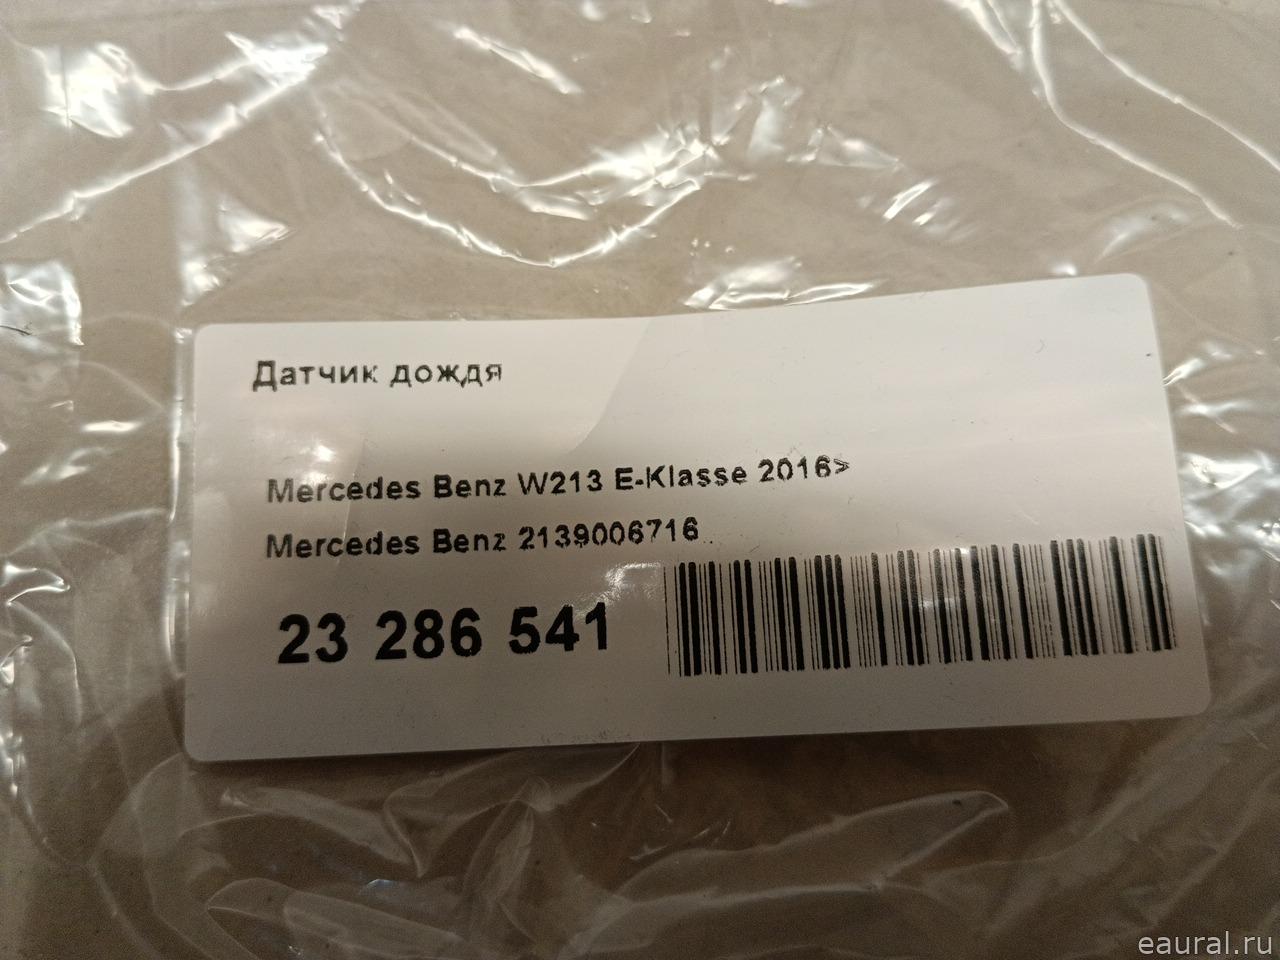 Датчик дождя
Mercedes Benz W213 E-Klasse 2016>
Mercedes Benz 2139006716
23 286 541
eaural.ru